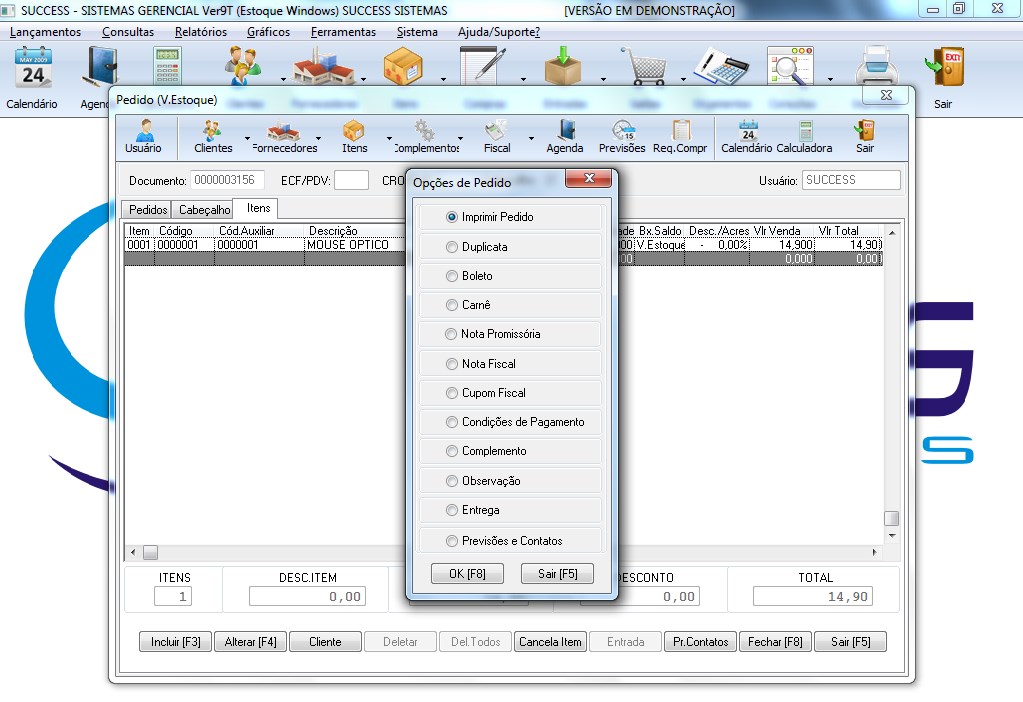 SUCCESS - SISTEMAS GERENCIAL Ver9T (Estoque Windows) SUCCESS SISTEMAS [VERSÃO EM DEMONSTRAÇÃO]
Lançamentos Consultas Relatórios Gráficos Ferramentas Sistema Ajuda/Suporte?
MAY 2009
24
EXIT
Calendário Sair
Pedido (V.Estoque)
Usuário Clientes Fornecedores Itens Complementos Fiscal Agenda Previsões Req.Compr Calendário Calculadora Sair
Documento: 0000003156 ECF/PDV: CRO Usuário: SUCCESS
Pedidos Cabeçalho Itens
Item Código Cód.Auxiliar Descrição ade Bx.Saldo Desc./Acres Vlr Venda Vlr Total
0001 0000001 0000001 MOUSE OPTICO 000 V.Estoque - 0,00% 14,900 14,90
00 0,000 0,00
Opções de Pedido
Imprimir Pedido
Duplicata
Boleto
Carnê
Nota Promissória
Nota Fiscal
Cupom Fiscal
Condições de Pagamento
Complemento
Observação
Entrega
Previsões e Contatos
OK [F8] Sair [F5]
ITENS DESC.ITEM DESCONTO TOTAL
1 0,00 0,00 14,90
Incluir [F3] Alterar [F4] Cliente Deletar Del.Todos Cancela Item Entrada Pr.Contatos Fechar [F8] Sair [F5]
S